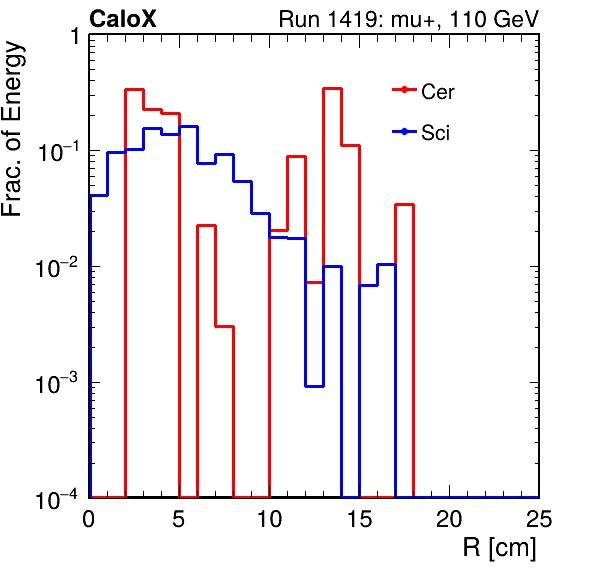 CaloX Run 1419: mu+, 110 GeV
Frac. of Energy
1
10⁻¹
10⁻²
10⁻³
10⁻⁴
Cer
Sci
0 5 10 15 20 25
R [cm]